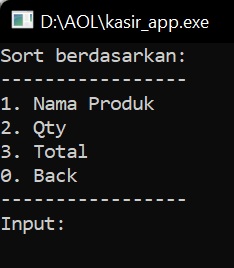 D:\AOL\kasir_app.exe
Sort berdasarkan:
-----------------
1. Nama Produk
2. Qty
3. Total
0. Back
-----------------
Input: